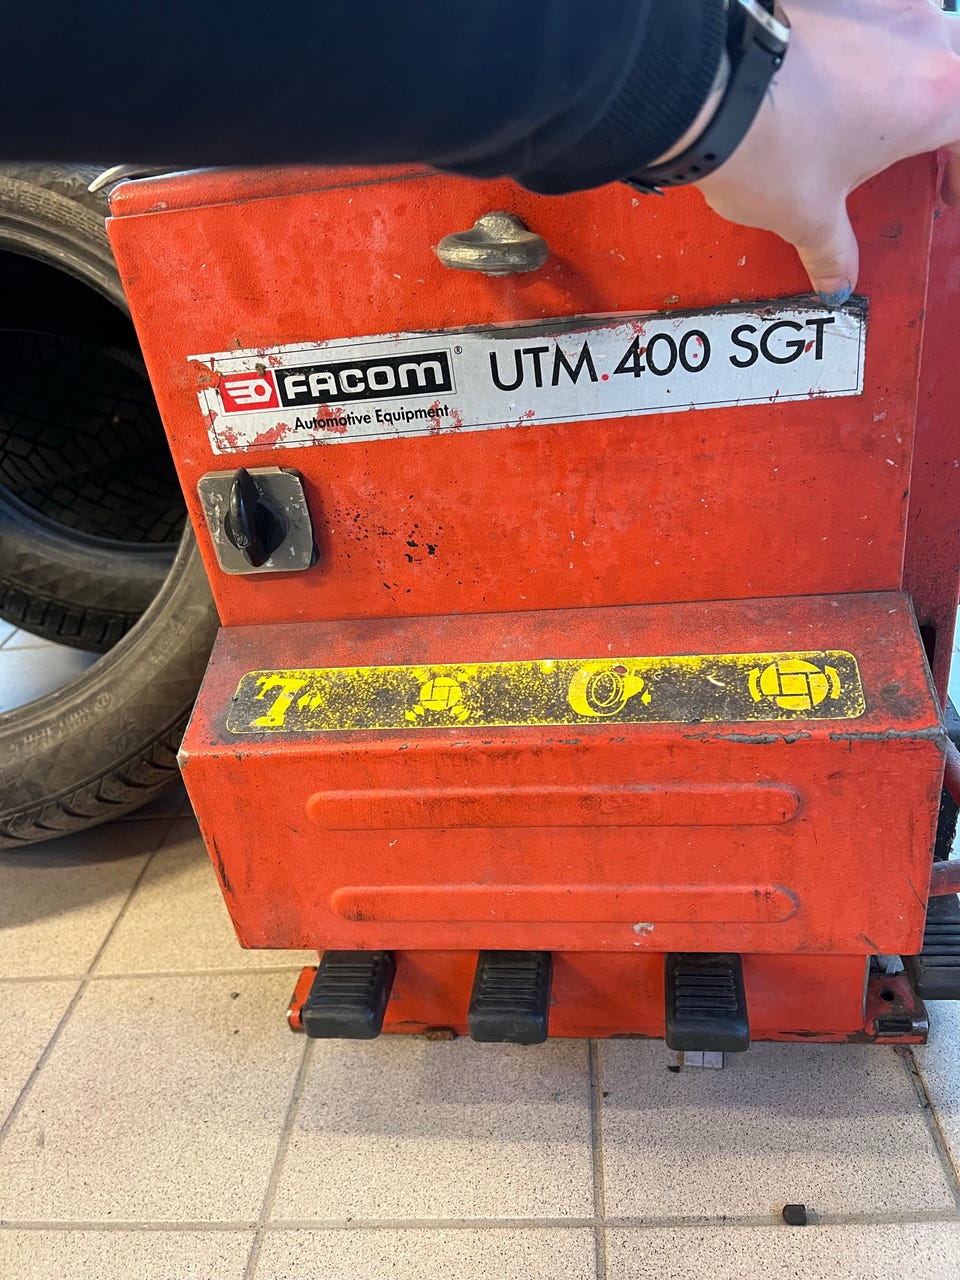 FACOM®
UTM.400 SGT
Automotive Equipment